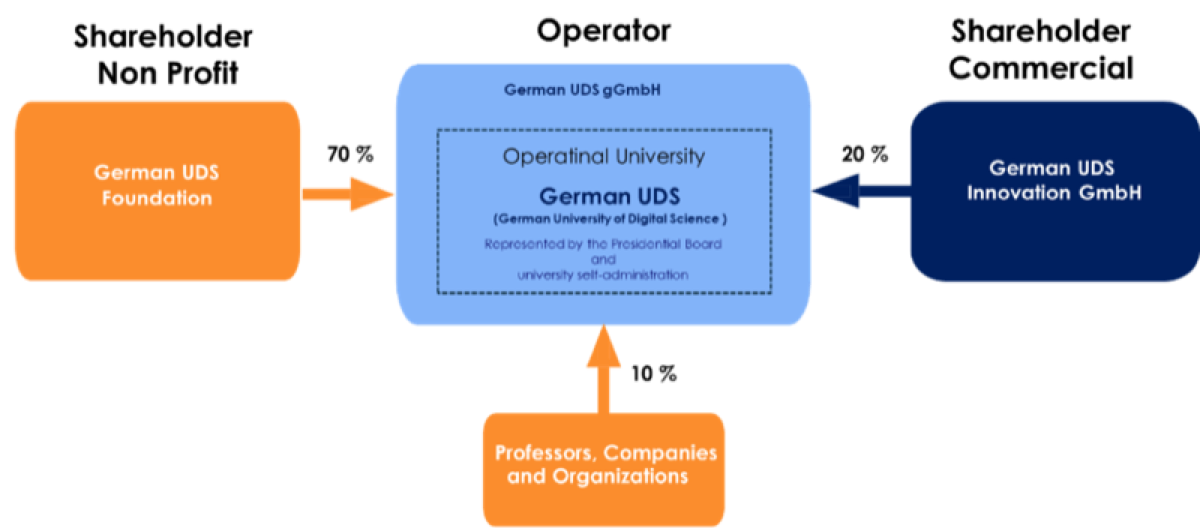 Shareholder
Non Profit
Operator
Shareholder
Commercial
German UDS
Foundation
70 %
German UDS gGmbH
Operatinal University
German UDS
(German University of Digital Science )
Represented by the Presidential Board
and
university self-administration
20 %
German UDS
Innovation GmbH
10 %
Professors, Companies
and Organizations